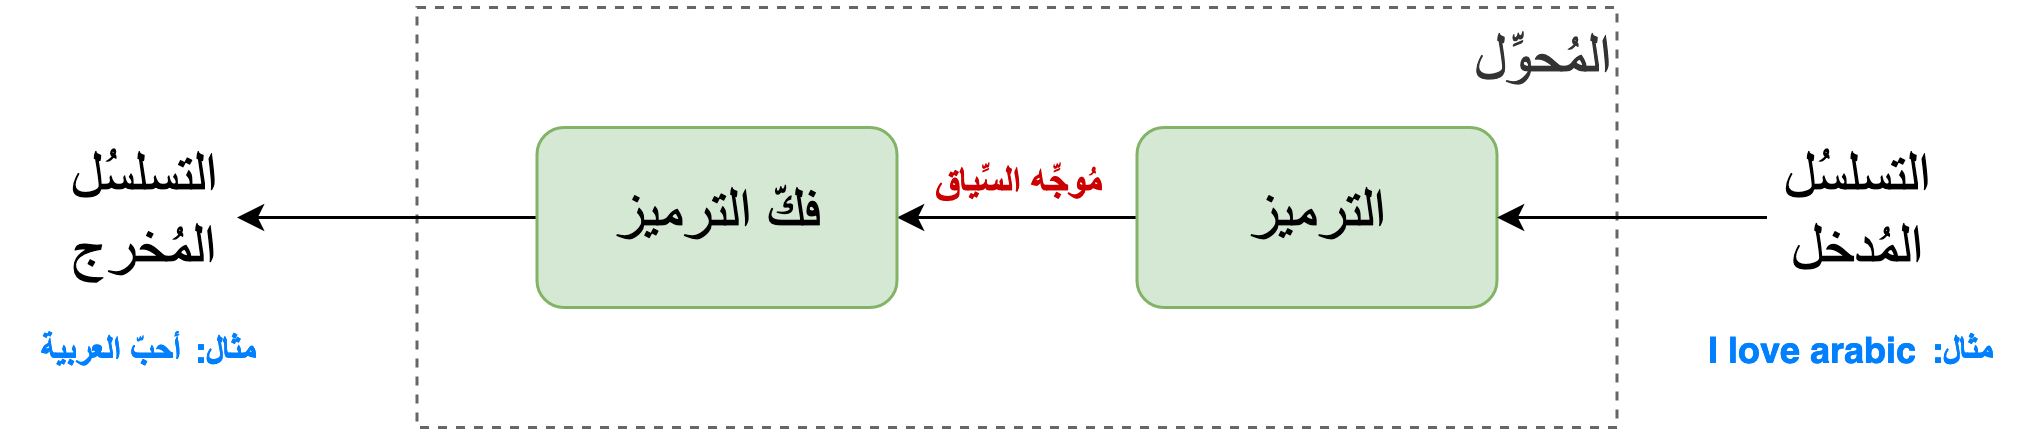 المُحوِّل
التسلسُل
المُدخل
مثال: I love arabic
الترميز
مُوجِّه السِّياق
فكّ الترميز
التسلسُل
المُخرج
مثال: أحبّ العربية